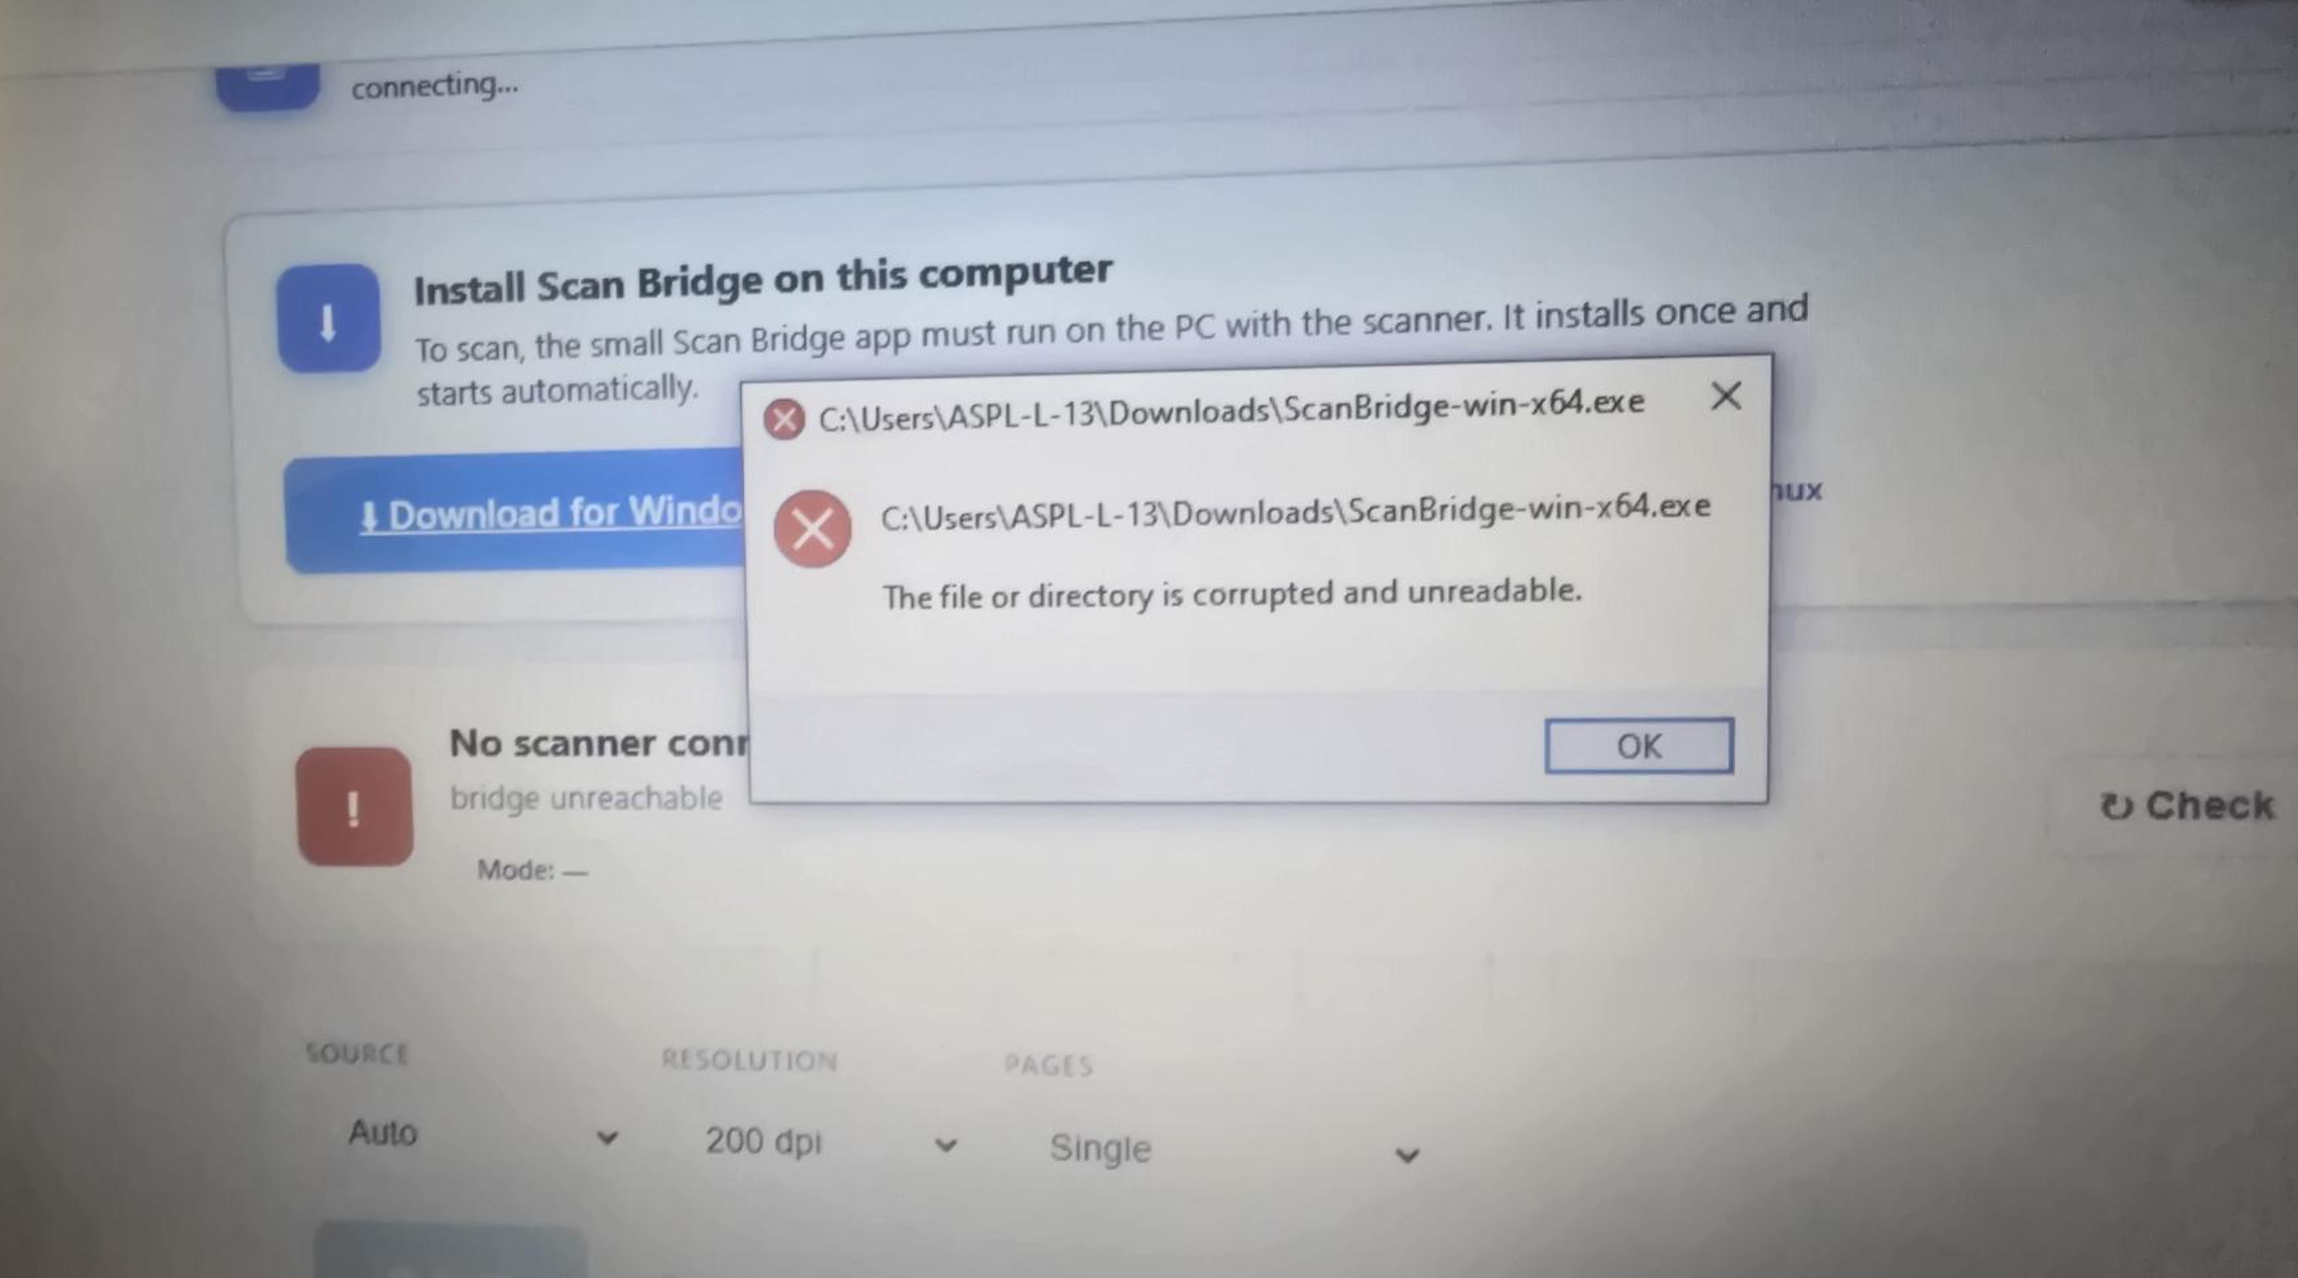 connecting...
Install Scan Bridge on this computer
To scan, the small Scan Bridge app must run on the PC with the scanner. It installs once and
starts automatically.
C:\Users\ASPL-L-13\Downloads\ScanBridge-win-x64.exe
⬇ Download for Windo
nux
C:\Users\ASPL-L-13\Downloads\ScanBridge-win-x64.exe
The file or directory is corrupted and unreadable.
OK
No scanner conn
bridge unreachable
Mode: —
↻ Check
SOURCE RESOLUTION PAGES
Auto 200 dpi Single